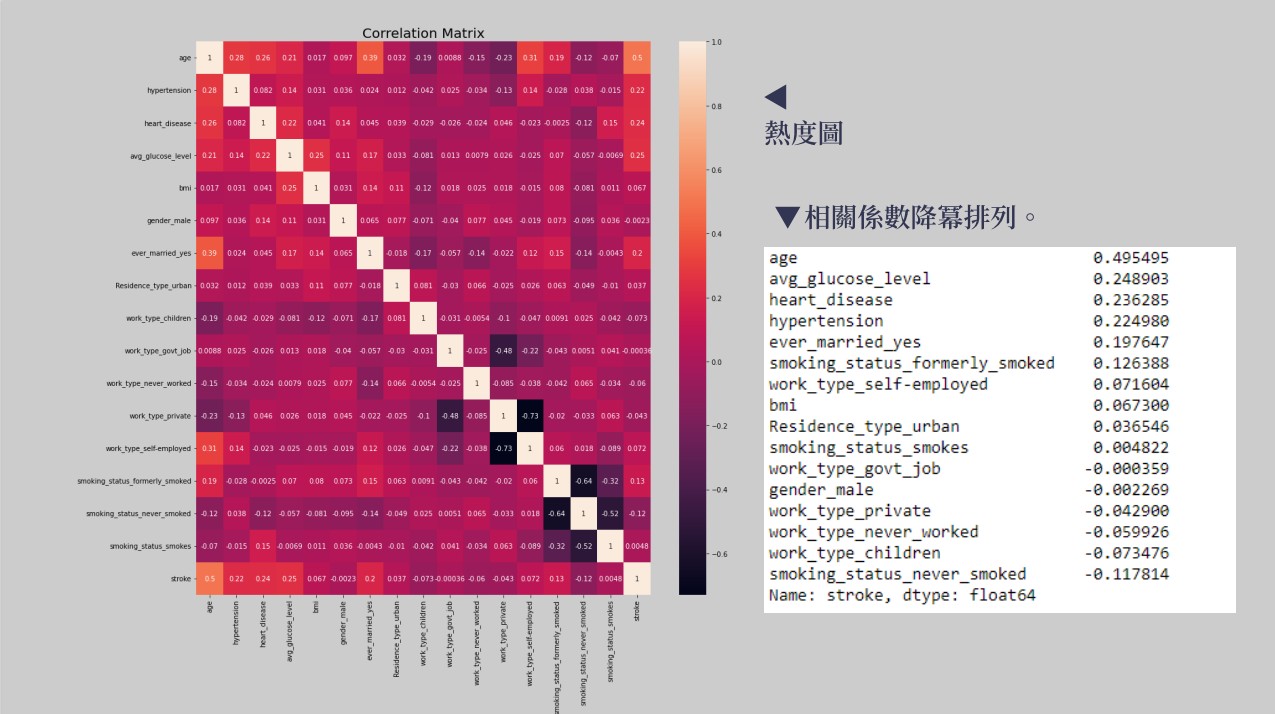 Correlation Matrix
age 1 0.28 0.26 0.21 0.017 0.097 0.39 0.032 -0.19 0.0088 -0.15 -0.23 0.31 0.19 -0.12 -0.07 0.5
hypertension 0.28 1 0.082 0.14 0.031 0.036 0.024 0.012 -0.042 0.025 -0.034 -0.13 0.14 -0.028 0.038 -0.015 0.22
heart_disease 0.26 0.082 1 0.22 0.041 0.14 0.045 0.039 -0.029 -0.026 -0.024 0.046 -0.023 -0.0025 -0.12 0.15 0.24
avg_glucose_level 0.21 0.14 0.22 1 0.25 0.11 0.17 0.033 -0.081 0.013 0.0079 0.026 -0.025 0.07 -0.057 -0.0069 0.25
bmi 0.017 0.031 0.041 0.25 1 0.031 0.14 0.11 -0.12 0.018 0.025 0.018 -0.015 0.08 -0.081 0.011 0.067
gender_male 0.097 0.036 0.14 0.11 0.031 1 0.065 0.077 -0.071 -0.04 0.077 0.045 -0.019 0.073 -0.095 0.036 -0.0023
ever_married_yes 0.39 0.024 0.045 0.17 0.14 0.065 1 -0.018 -0.17 -0.057 -0.14 -0.022 0.12 0.15 -0.14 -0.0043 0.2
Residence_type_urban 0.032 0.012 0.039 0.033 0.11 0.077 -0.018 1 0.081 -0.03 0.066 -0.025 0.026 0.063 -0.049 -0.01 0.037
work_type_children -0.19 -0.042 -0.029 -0.081 -0.12 -0.071 -0.17 0.081 1 -0.031 -0.0054 -0.1 -0.047 0.0091 0.025 -0.042 -0.073
work_type_govt_job 0.0088 0.025 -0.026 0.013 0.018 -0.04 -0.057 -0.03 -0.031 1 -0.025 -0.48 -0.22 -0.043 0.0051 0.041 -0.00036
work_type_never_worked -0.15 -0.034 -0.024 0.0079 0.025 0.077 -0.14 0.066 -0.0054 -0.025 1 -0.085 -0.038 -0.042 0.065 -0.034 -0.06
work_type_private -0.23 -0.13 0.046 0.026 0.018 0.045 -0.022 -0.025 -0.1 -0.48 -0.085 1 -0.73 -0.02 -0.033 0.063 -0.043
work_type_self-employed 0.31 0.14 -0.023 -0.025 -0.015 -0.019 0.12 0.026 -0.047 -0.22 -0.038 -0.73 1 0.06 0.018 -0.089 0.072
smoking_status_formerly_smoked 0.19 -0.028 -0.0025 0.07 0.08 0.073 0.15 0.063 0.0091 -0.043 -0.042 -0.02 0.06 1 -0.64 -0.32 0.13
smoking_status_never_smoked -0.12 0.038 -0.12 -0.057 -0.081 -0.095 -0.14 -0.049 0.025 0.0051 0.065 -0.033 0.018 -0.64 1 -0.52 -0.12
smoking_status_smokes -0.07 -0.015 0.15 -0.0069 0.011 0.036 -0.0043 -0.01 -0.042 0.041 -0.034 0.063 -0.089 -0.32 -0.52 1 0.0048
stroke 0.5 0.22 0.24 0.25 0.067 -0.0023 0.2 0.037 -0.073 -0.00036 -0.06 -0.043 0.072 0.13 -0.12 0.0048 1
age
hypertension
heart_disease
avg_glucose_level
bmi
gender_male
ever_married_yes
Residence_type_urban
work_type_children
work_type_govt_job
work_type_never_worked
work_type_private
work_type_self-employed
smoking_status_formerly_smoked
smoking_status_never_smoked
smoking_status_smokes
stroke
1.0
0.8
0.6
0.4
0.2
0.0
−0.2
−0.4
−0.6
◀
熱度圖
▼相關係數降冪排列。
age 0.495495
avg_glucose_level 0.248903
heart_disease 0.236285
hypertension 0.224980
ever_married_yes 0.197647
smoking_status_formerly_smoked 0.126388
work_type_self-employed 0.071604
bmi 0.067300
Residence_type_urban 0.036546
smoking_status_smokes 0.004822
work_type_govt_job -0.000359
gender_male -0.002269
work_type_private -0.042900
work_type_never_worked -0.059926
work_type_children -0.073476
smoking_status_never_smoked -0.117814
Name: stroke, dtype: float64